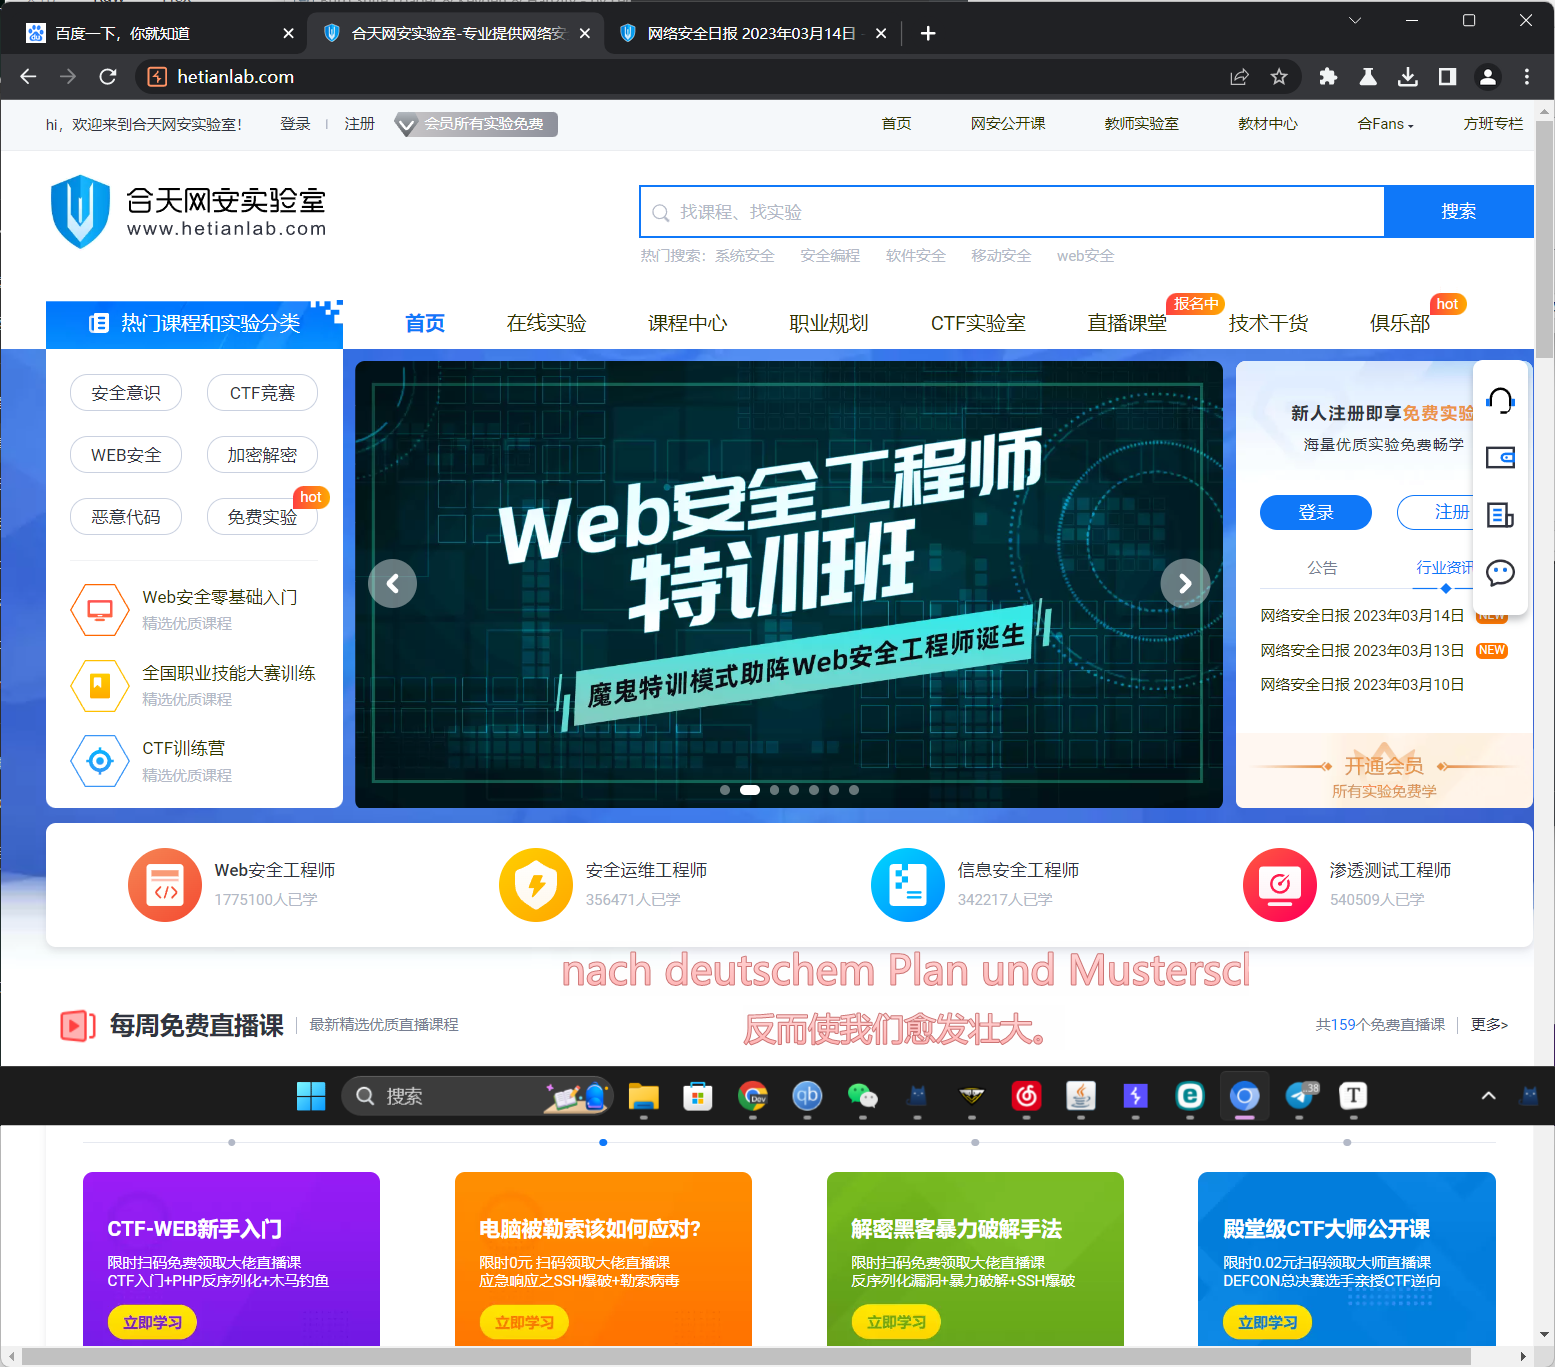 百度一下，你就知道
合天网安实验室-专业提供网络安
网络安全日报 2023年03月14日
hetianlab.com
hi，欢迎来到合天网安实验室！
登录
注册
会员所有实验免费
首页
网安公开课
教师实验室
教材中心
合Fans
方班专栏
合天网安实验室
www.hetianlab.com
找课程、找实验
搜索
热门搜索：系统安全 安全编程 软件安全 移动安全 web安全
热门课程和实验分类
首页
在线实验
课程中心
职业规划
CTF实验室
直播课堂
报名中
技术干货
俱乐部
hot
安全意识
CTF竞赛
WEB安全
加密解密
恶意代码
免费实验
hot
Web安全零基础入门
精选优质课程
全国职业技能大赛训练
精选优质课程
CTF训练营
精选优质课程
Web安全工程师
特训班
魔鬼特训模式助阵Web安全工程师诞生
新人注册即享免费实验
海量优质实验免费畅学
登录
注册
公告
行业资讯
网络安全日报 2023年03月14日 NEW
网络安全日报 2023年03月13日 NEW
网络安全日报 2023年03月10日
开通会员
所有实验免费学
Web安全工程师
1775100人已学
安全运维工程师
356471人已学
信息安全工程师
342217人已学
渗透测试工程师
540509人已学
nach deutschem Plan und Mustersc
反而使我们愈发壮大。
每周免费直播课
最新精选优质直播课程
共159个免费直播课
更多>
搜索
Dev
qb
38
T
CTF-WEB新手入门
限时扫码免费领取大佬直播课
CTF入门+PHP反序列化+木马钓鱼
立即学习
电脑被勒索该如何应对？
限时0元 扫码领取大佬直播课
应急响应之SSH爆破+勒索病毒
立即学习
解密黑客暴力破解手法
限时扫码免费领取大佬直播课
反序列化漏洞+暴力破解+SSH爆破
立即学习
殿堂级CTF大师公开课
限时0.02元扫码领取大师直播课
DEFCON总决赛选手亲授CTF逆向
立即学习